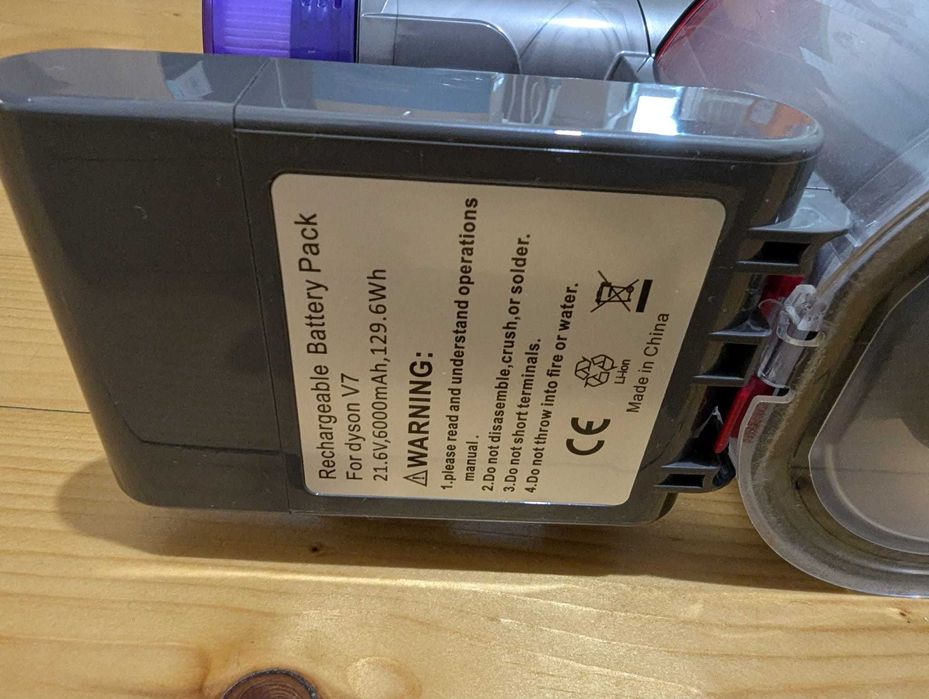 Rechargeable Battery Pack
For dyson V7
21.6V,6000mAh,129.6Wh
⚠WARNING:
1.please read and understand operations
manual.
2.Do not disasemble,crush,or solder.
3.Do not short terminals.
4.Do not throw into fire or water.
CE
Li-ion
Made in China